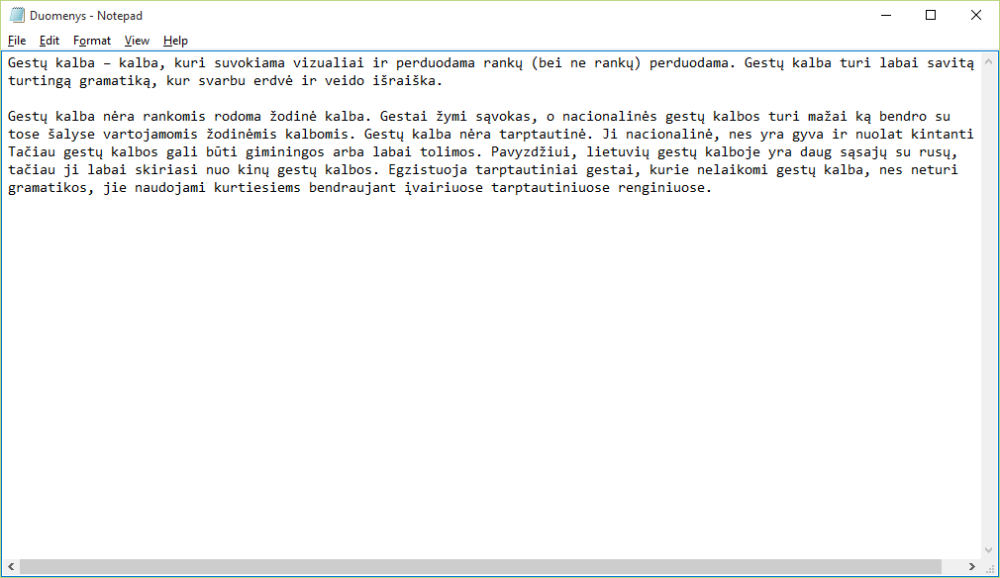 Duomenys - Notepad
File Edit Format View Help
Gestų kalba – kalba, kuri suvokiama vizualiai ir perduodama rankų (bei ne rankų) perduodama. Gestų kalba turi labai savitą
turtingą gramatiką, kur svarbu erdvė ir veido išraiška.

Gestų kalba nėra rankomis rodoma žodinė kalba. Gestai žymi sąvokas, o nacionalinės gestų kalbos turi mažai ką bendro su
tose šalyse vartojamomis žodinėmis kalbomis. Gestų kalba nėra tarptautinė. Ji nacionalinė, nes yra gyva ir nuolat kintanti
Tačiau gestų kalbos gali būti giminingos arba labai tolimos. Pavyzdžiui, lietuvių gestų kalboje yra daug sąsajų su rusų,
tačiau ji labai skiriasi nuo kinų gestų kalbos. Egzistuoja tarptautiniai gestai, kurie nelaikomi gestų kalba, nes neturi
gramatikos, jie naudojami kurtiesiems bendraujant įvairiuose tarptautiniuose renginiuose.